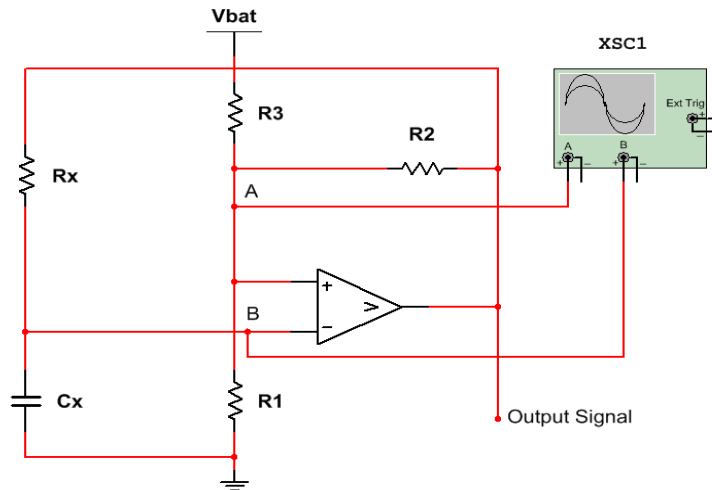 Vbat
XSC1
R3
Ext Trig
+
−
R2
A
B
+
−
+
−
Rx
A
+
V
B
−
Cx
R1
Output Signal